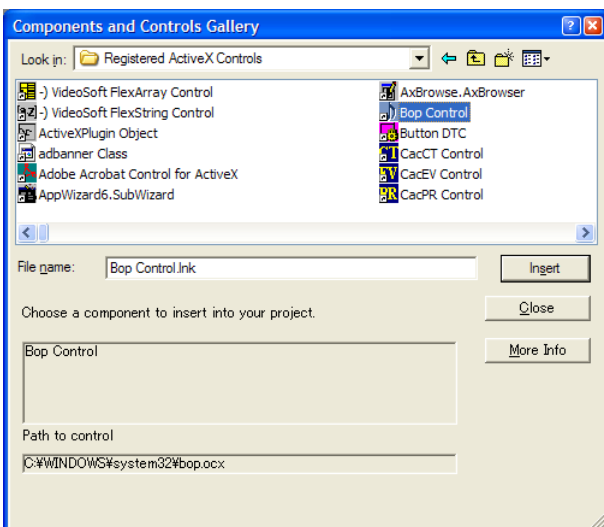 Components and Controls Gallery
Look in: Registered ActiveX Controls
-) VideoSoft FlexArray Control
-) VideoSoft FlexString Control
ActiveXPlugin Object
adbanner Class
Adobe Acrobat Control for ActiveX
AppWizard6.SubWizard
AxBrowse.AxBrowser
Bop Control
Button DTC
CacCT Control
CacEV Control
CacPR Control
File name: Bop Control.lnk
Insert
Choose a component to insert into your project.
Close
Bop Control
More Info
Path to control
C:¥WINDOWS¥system32¥bop.ocx